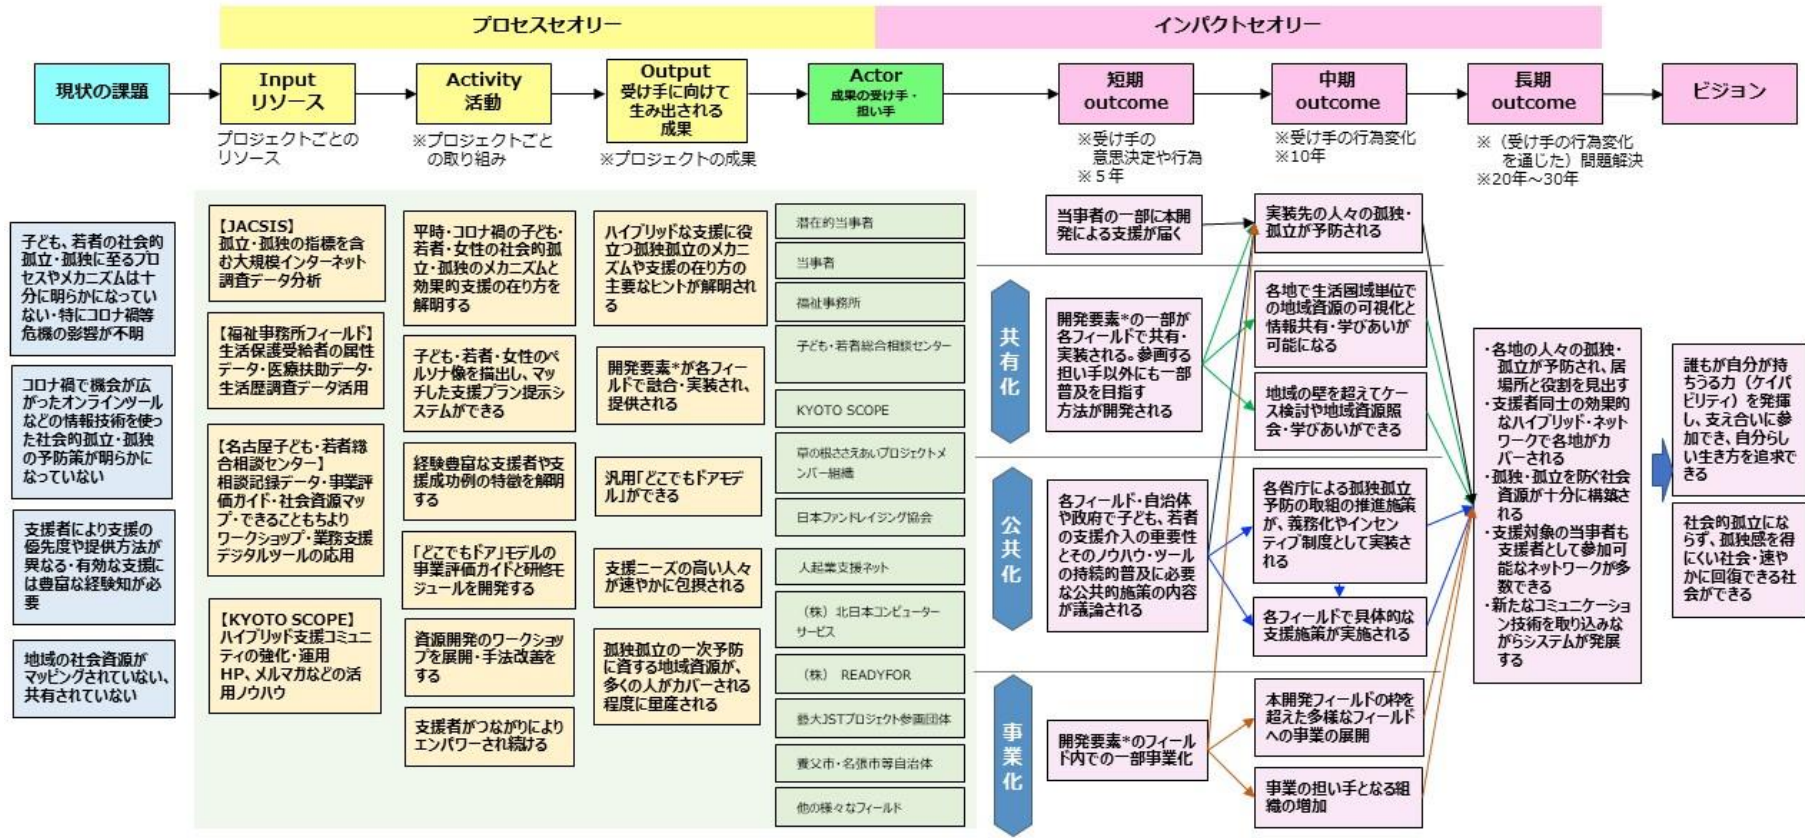 プロセスセオリー
インパクトセオリー
現状の課題
Input
リソース
Activity
活動
Output
受け手に向けて
生み出される
成果
Actor
成果の受け手・
担い手
短期
outcome
中期
outcome
長期
outcome
ビジョン
プロジェクトごとの
リソース
※プロジェクトごと
の取り組み
※プロジェクトの成果
※受け手の
意思決定や行為
※５年
※受け手の行為変化
※10年
※（受け手の行為変化
を通じた）問題解決
※20年～30年
子ども、若者の社会的
孤立・孤独に至るプロ
セスやメカニズムは十
分に明らかになってい
ない・特にコロナ禍等
危機の影響が不明
コロナ禍で機会が広
がったオンラインツール
などの情報技術を使っ
た社会的孤立・孤独
の予防策が明らかに
なっていない
支援者により支援の
優先度や提供方法が
異なる・有効な支援に
は豊富な経験知が必
要
地域の社会資源が
マッピングされていない、
共有されていない
【JACSIS】
孤立・孤独の指標を含
む大規模インターネット
調査データ分析
【福祉事務所フィールド】
生活保護受給者の属性
データ・医療扶助データ・
生活歴調査データ活用
【名古屋子ども・若者総
合相談センター】
相談記録データ・事業評
価ガイド・社会資源マッ
プ・できることもちより
ワークショップ・業務支援
デジタルツールの応用
【KYOTO SCOPE】
ハイブリッド支援コミュニ
ティの強化・運用
HP、メルマガなどの活
用ノウハウ
平時・コロナ禍の子ども・
若者・女性の社会的孤
立・孤独のメカニズムと
効果的支援の在り方を
解明する
子ども・若者・女性のペ
ルソナ像を描出し、マッ
チした支援プラン提示シ
ステムができる
経験豊富な支援者や支
援成功例の特徴を解明
する
「どこでもドア」モデルの
事業評価ガイドと研修モ
ジュールを開発する
資源開発のワークショッ
プを展開・手法改善を
する
支援者がつながりにより
エンパワーされ続ける
ハイブリッドな支援に役
立つ孤独孤立のメカニ
ズムや支援の在り方の
主要なヒントが解明され
る
開発要素*が各フィー
ルドで融合・実装され、
提供される
汎用「どこでもドアモデ
ル」ができる
支援ニーズの高い人々
が速やかに包摂される
孤独孤立の一次予防
に資する地域資源が、
多くの人がカバーされる
程度に量産される
潜在的当事者
当事者
福祉事務所
子ども・若者総合相談センター
KYOTO SCOPE
草の根ささえあいプロジェクトメ
ンバー組織
日本ファンドレイジング協会
人起業支援ネット
（株）北日本コンピューター
サービス
（株） READYFOR
藝大JSTプロジェクト参画団体
養父市・名張市等自治体
他の様々なフィールド
共有化
公共化
事業化
当事者の一部に本開
発による支援が届く
開発要素*の一部が
各フィールドで共有・
実装される。参画する
担い手以外にも一部
普及を目指す
方法が開発される
各フィールド・自治体
や政府で子ども、若者
の支援介入の重要性
とそのノウハウ・ツール
の持続的普及に必要
な公共的施策の内容
が議論される
開発要素*のフィール
ド内での一部事業化
実装先の人々の孤独・
孤立が予防される
各地で生活圏域単位で
の地域資源の可視化と
情報共有・学びあいが
可能になる
地域の壁を超えてケー
ス検討や地域資源照
会・学びあいができる
各省庁による孤独孤立
予防の取組の推進施策
が、義務化やインセン
ティブ制度として実装さ
れる
各フィールドで具体的な
支援施策が実施される
本開発フィールドの枠を
超えた多様なフィールド
への事業の展開
事業の担い手となる組
織の増加
・各地の人々の孤独・
孤立が予防され、居
場所と役割を見出す
・支援者同士の効果的
なハイブリッド・ネット
ワークで各地がカ
バーされる
・孤独・孤立を防ぐ社会
資源が十分に構築さ
れる
・支援対象の当事者も
支援者として参加可
能なネットワークが多
数できる
・新たなコミュニケーショ
ン技術を取り込みな
がらシステムが発展
する
誰もが自分が持
ちうる力（ケイパ
ビリティ）を発揮
し、支え合いに参
加でき、自分らし
い生き方を追求で
きる
社会的孤立にな
らず、孤独感を得
にくい社会・速や
かに回復できる社
会ができる